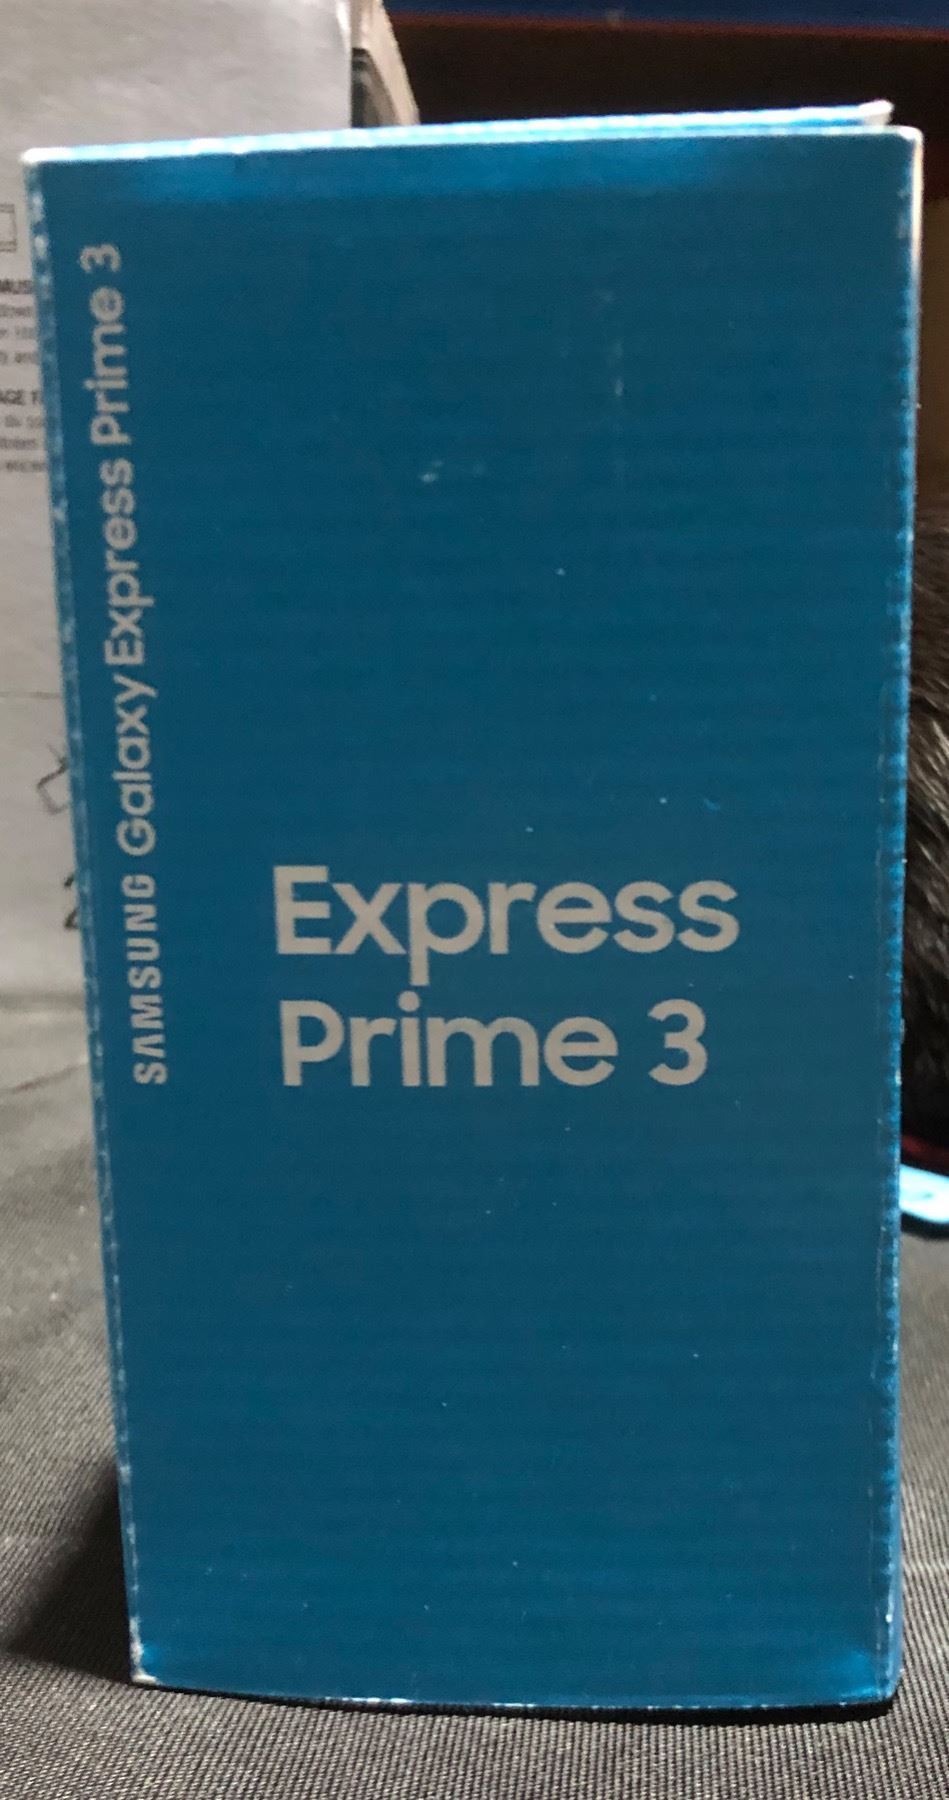 SAMSUNG Galaxy Express Prime 3
Express
Prime 3